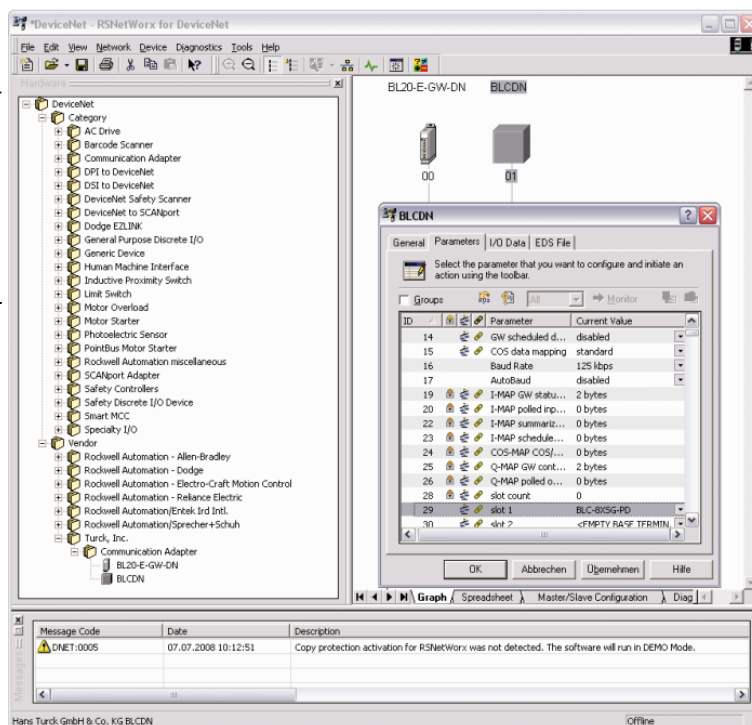 *DeviceNet - RSNetWorx for DeviceNet
File Edit View Network Device Diagnostics Tools Help
Hardware
DeviceNet
Category
AC Drive
Barcode Scanner
Communication Adapter
DPI to DeviceNet
DSI to DeviceNet
DeviceNet Safety Scanner
DeviceNet to SCANport
Dodge EZLINK
General Purpose Discrete I/O
Generic Device
Human Machine Interface
Inductive Proximity Switch
Limit Switch
Motor Overload
Motor Starter
Photoelectric Sensor
PointBus Motor Starter
Rockwell Automation miscellaneous
SCANport Adapter
Safety Controllers
Safety Discrete I/O Device
Smart MCC
Specialty I/O
Vendor
Rockwell Automation - Allen-Bradley
Rockwell Automation - Dodge
Rockwell Automation - Electro-Craft Motion Control
Rockwell Automation - Reliance Electric
Rockwell Automation/Entek Ird Intl.
Rockwell Automation/Sprecher+Schuh
Turck, Inc.
Communication Adapter
BL20-E-GW-DN
BLCDN
BL20-E-GW-DN BLCDN
00 01
BLCDN
General Parameters I/O Data EDS File
Select the parameter that you want to configure and initiate an
action using the toolbar.
Groups All Monitor
ID Parameter Current Value
14 GW scheduled d... disabled
15 COS data mapping standard
16 Baud Rate 125 kbps
17 AutoBaud disabled
19 I-MAP GW statu... 2 bytes
20 I-MAP polled inp... 0 bytes
22 I-MAP summariz... 0 bytes
23 I-MAP schedule... 0 bytes
24 COS-MAP COS/... 0 bytes
25 Q-MAP GW cont... 2 bytes
26 Q-MAP polled o... 0 bytes
28 slot count 0
29 slot 1 BLC-8XSG-PD
30 slot 2 <EMPTY BASE TERMIN
OK Abbrechen Übernehmen Hilfe
Graph Spreadsheet Master/Slave Configuration Diag
Messages
Message Code Date Description
DNET:0005 07.07.2008 10:12:51 Copy protection activation for RSNetWorx was not detected. The software will run in DEMO Mode.
Hans Turck GmbH & Co. KG BLCDN Offline